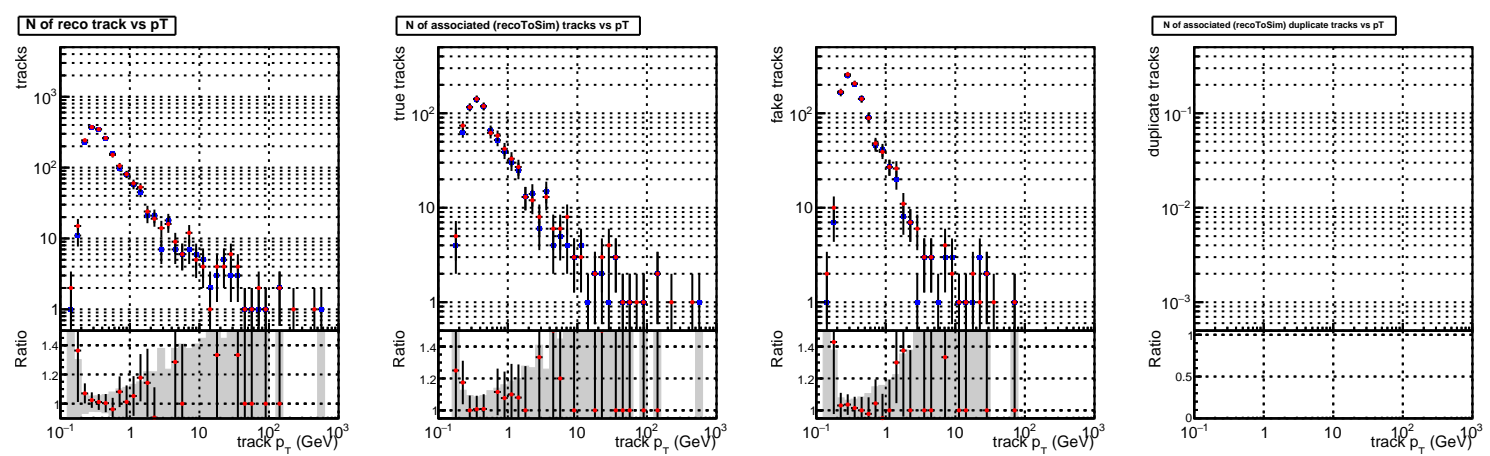 N of reco track vs pT
tracks
10³
10²
10
1
Ratio
1.4
1.2
1
10⁻¹ 1 10 10² 10³
track p_T (GeV)
N of associated (recoToSim) tracks vs pT
true tracks
10²
10
1
Ratio
1.4
1.2
1
10⁻¹ 1 10 10² 10³
track p_T (GeV)
fake tracks
10²
10
1
Ratio
1.4
1.2
1
10⁻¹ 1 10 10² 10³
track p_T (GeV)
N of associated (recoToSim) duplicate tracks vs pT
duplicate tracks
10⁻¹
10⁻²
10⁻³
Ratio
1
0.5
0
10⁻¹ 1 10 10² 10³
track p_T (GeV)